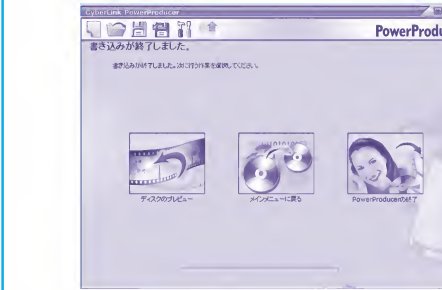 CyberLink PowerProducer
PowerProdu
書き込みが終了しました。
書き込みが終了しました。次に行う作業を選択してください。
ディスクのプレビュー
メインメニューに戻る
PowerProducerの終了